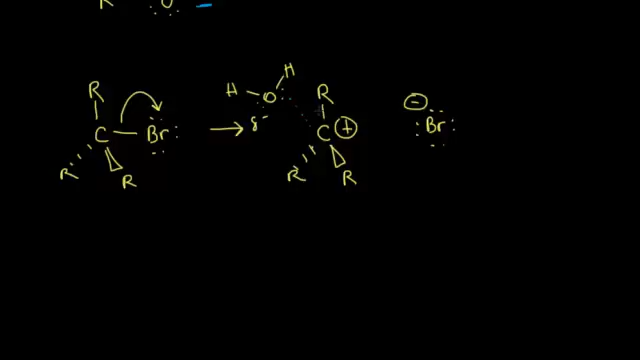 R O
H
R H O R ⊖
C Br → δ⁻ C ⊕ Br
R R R R